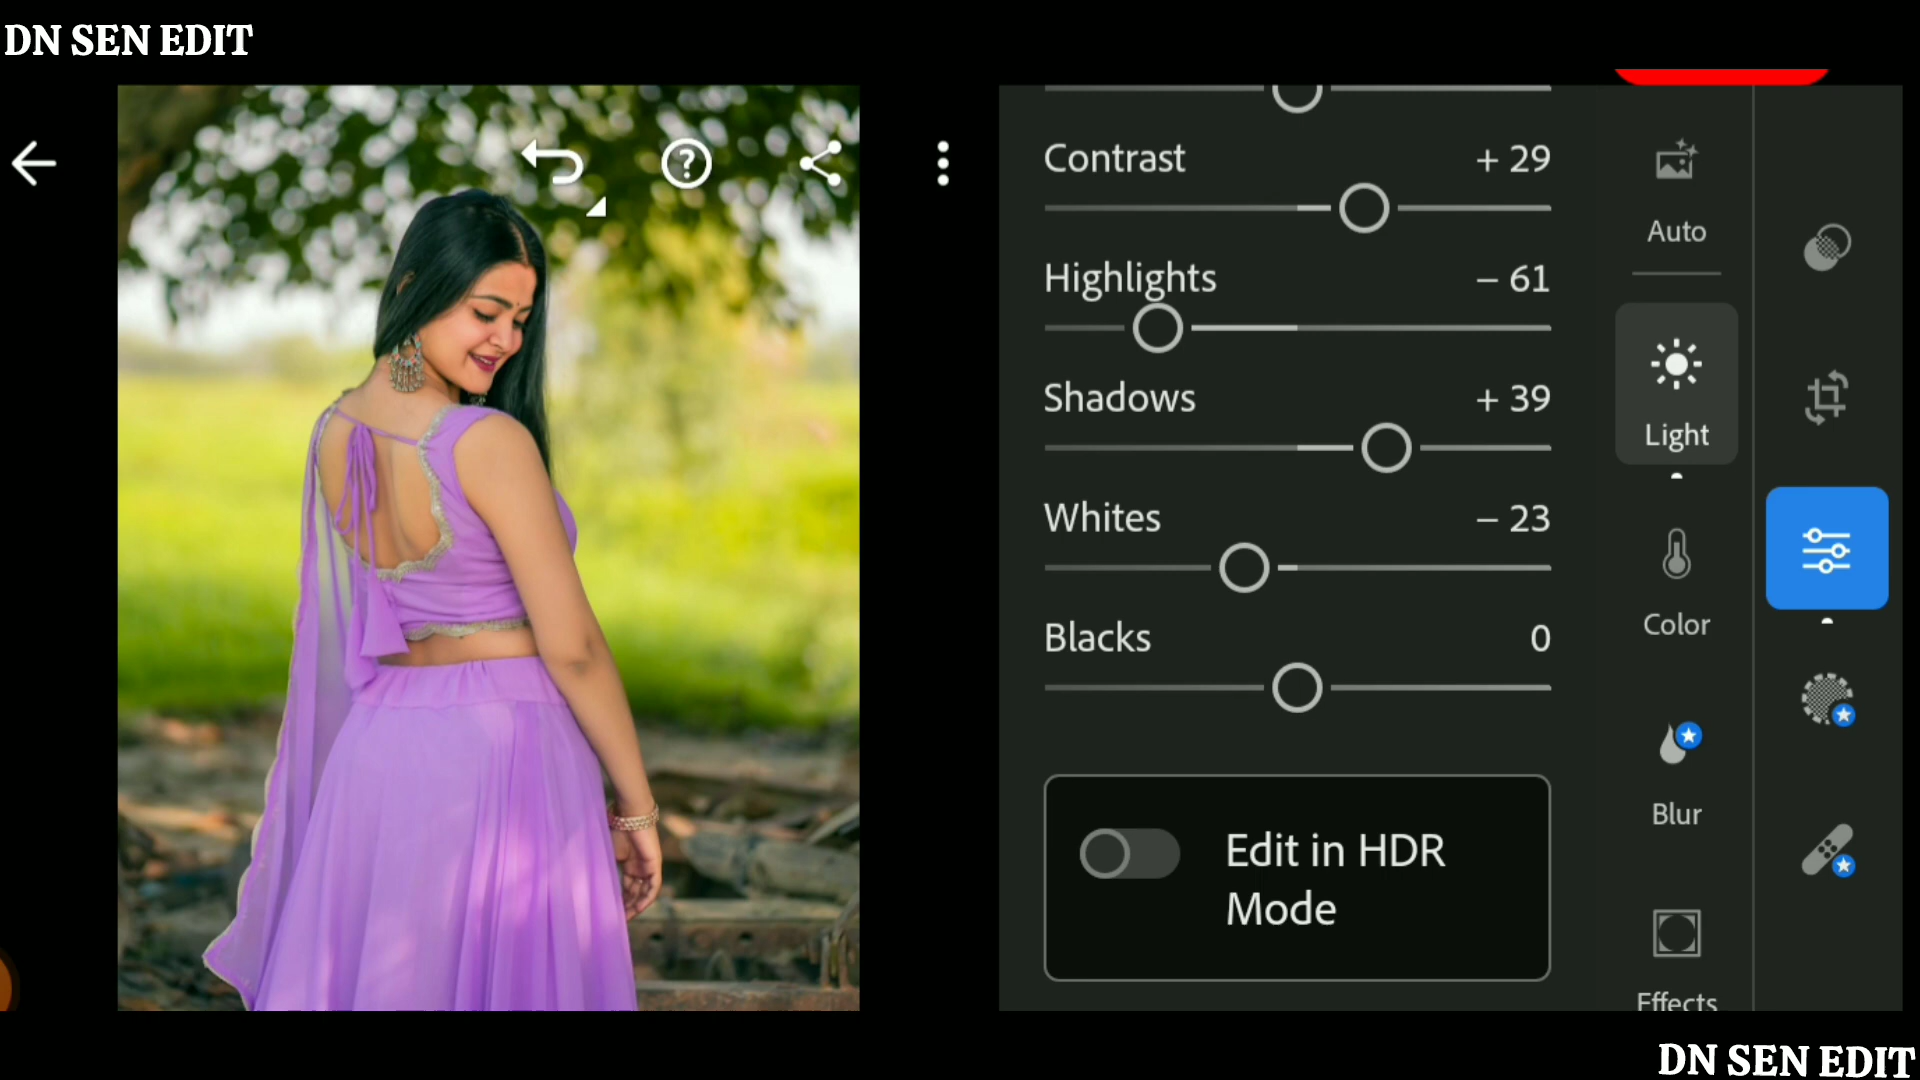 DN SEN EDIT
Contrast + 29
Auto
Highlights − 61
Shadows + 39
Light
Whites − 23
Color
Blacks 0
Blur
Edit in HDR
Mode
Effects
DN SEN EDIT